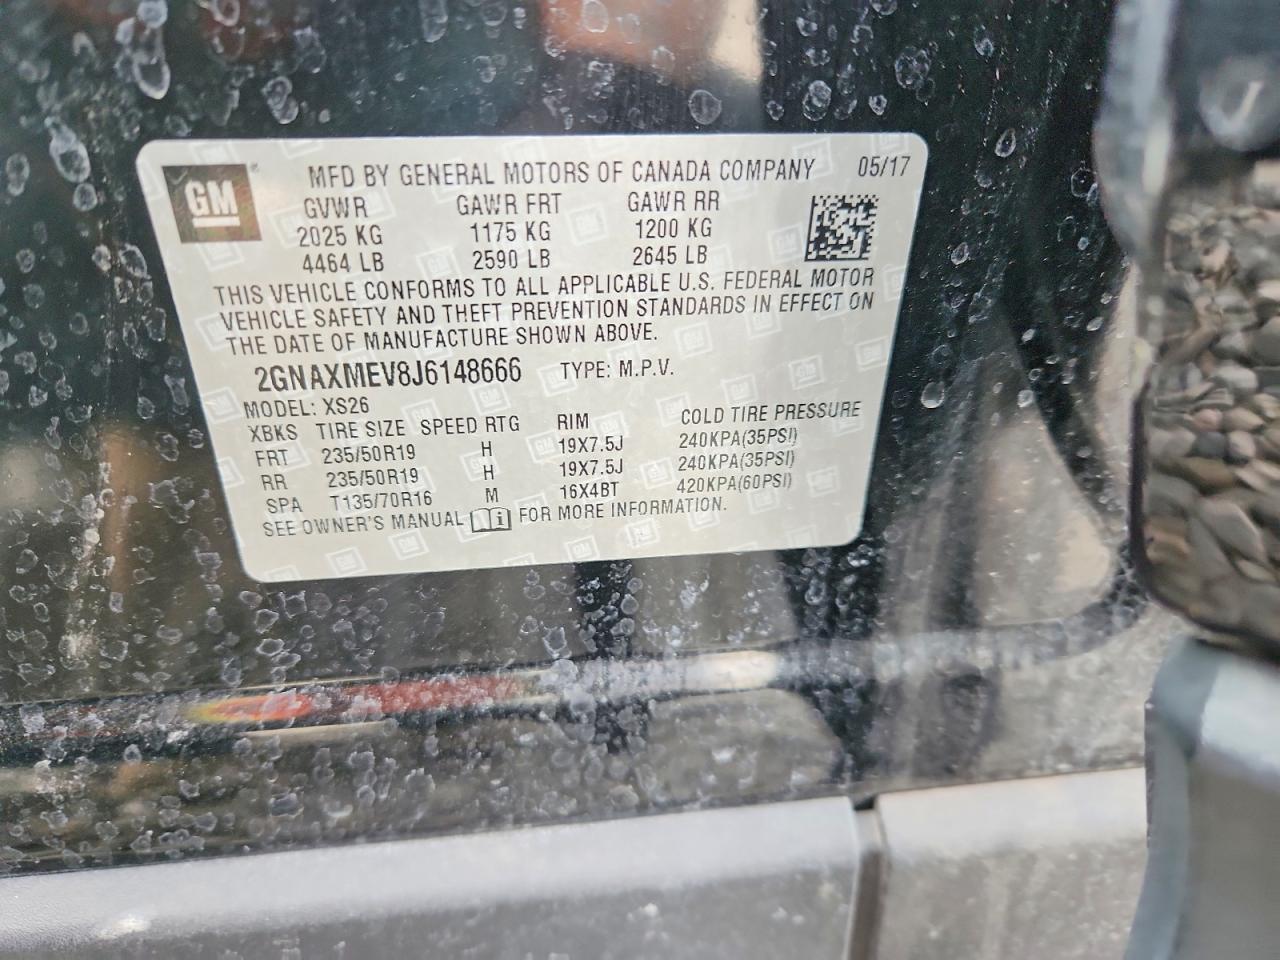 GM MFD BY GENERAL MOTORS OF CANADA COMPANY 05/17
GVWR GAWR FRT GAWR RR
2025 KG 1175 KG 1200 KG
4464 LB 2590 LB 2645 LB
THIS VEHICLE CONFORMS TO ALL APPLICABLE U.S. FEDERAL MOTOR
VEHICLE SAFETY AND THEFT PREVENTION STANDARDS IN EFFECT ON
THE DATE OF MANUFACTURE SHOWN ABOVE.
2GNAXMEV8J6148666 TYPE: M.P.V.
MODEL: XS26
XBKS TIRE SIZE SPEED RTG RIM COLD TIRE PRESSURE
FRT 235/50R19 H 19X7.5J 240KPA(35PSI)
RR 235/50R19 H 19X7.5J 240KPA(35PSI)
SPA T135/70R16 M 16X4BT 420KPA(60PSI)
SEE OWNER'S MANUAL i FOR MORE INFORMATION.